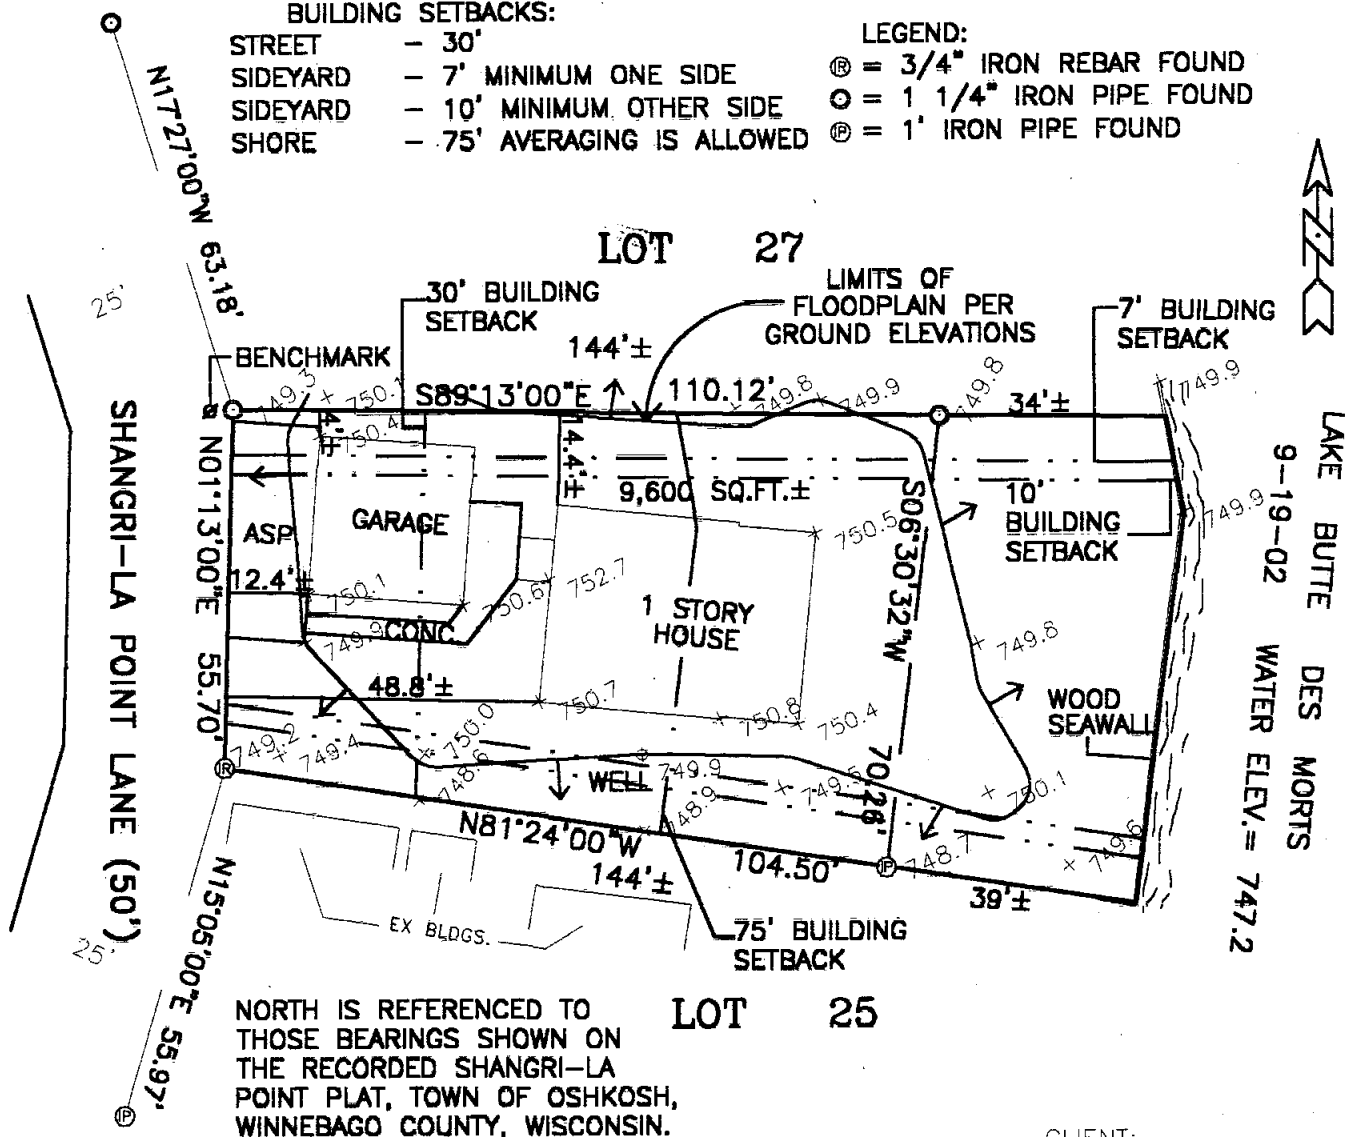 BUILDING SETBACKS:
STREET - 30'
SIDEYARD - 7' MINIMUM ONE SIDE
SIDEYARD - 10' MINIMUM OTHER SIDE
SHORE - 75' AVERAGING IS ALLOWED
LEGEND:
IR = 3/4" IRON REBAR FOUND
= 1 1/4" IRON PIPE FOUND
IP = 1' IRON PIPE FOUND
N17°27'00"W 63.18'
LOT 27
25'
30' BUILDING
SETBACK
LIMITS OF
FLOODPLAIN PER
GROUND ELEVATIONS
7' BUILDING
SETBACK
144'±
BENCHMARK
749.3
750.1
S89°13'00"E
110.12'
749.8
749.9
749.8
34'±
749.9
750.4
14.4'±
9,600 SQ.FT.±
10'
BUILDING
SETBACK
749.9
ASP
GARAGE
750.5
SHANGRI-LA POINT LANE (50')
N01°13'00"E 55.70'
S06°30'32"W
70.26'
LAKE BUTTE DES MORTS
9-19-02 WATER ELEV.= 747.2
12.4'±
750.1
750.6
752.7
1 STORY
HOUSE
749.9
CONC.
749.8
48.8'±
750.7
750.8
750.4
WOOD
SEAWALL
749.2
749.4
750.0
748.6
WELL
749.9
749.5
750.1
748.9
748.7
749.6
IR
N81°24'00"W
104.50'
IP
144'±
39'±
EX BLDGS.
75' BUILDING
SETBACK
25'
N15°05'00"E 55.97'
LOT 25
NORTH IS REFERENCED TO
THOSE BEARINGS SHOWN ON
THE RECORDED SHANGRI-LA
POINT PLAT, TOWN OF OSHKOSH,
WINNEBAGO COUNTY, WISCONSIN.
IP
CLIENT: